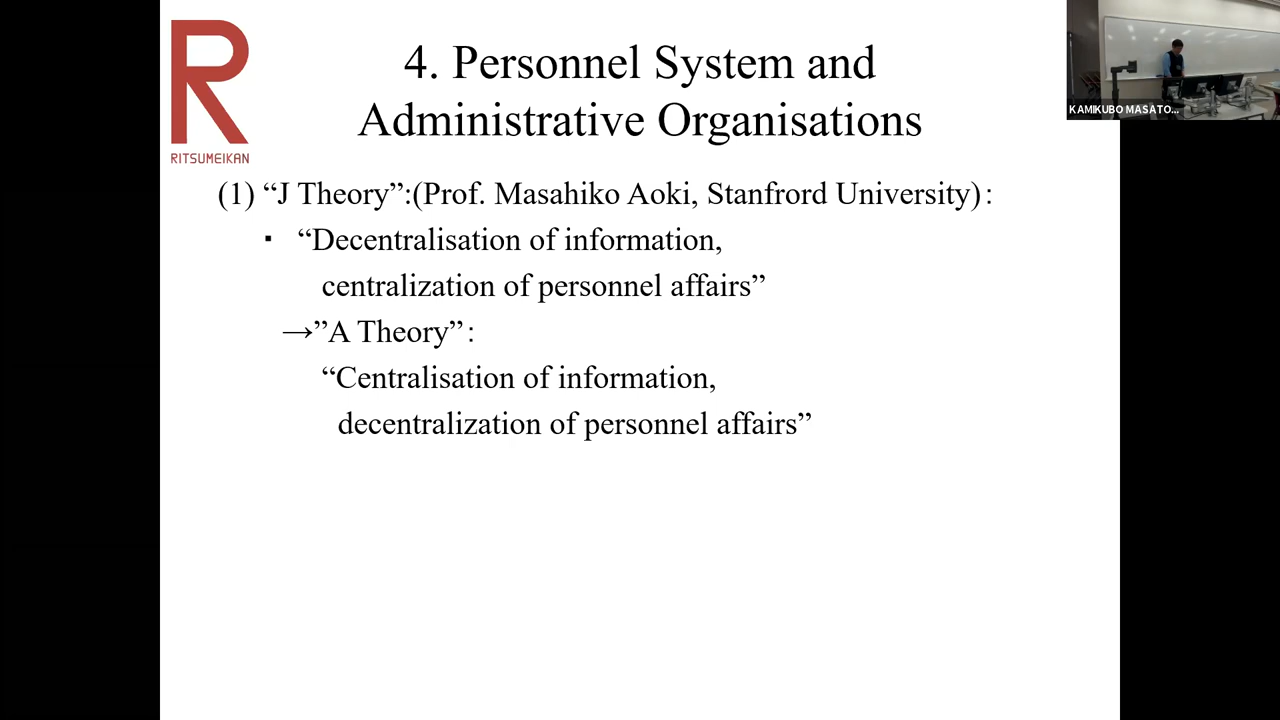 4. Personnel System and
Administrative Organisations
RITSUMEIKAN
(1) “J Theory”:(Prof. Masahiko Aoki, Stanfrord University):
▪ “Decentralisation of information,
centralization of personnel affairs”
→”A Theory”:
“Centralisation of information,
decentralization of personnel affairs”
KAMIKUBO MASATO...